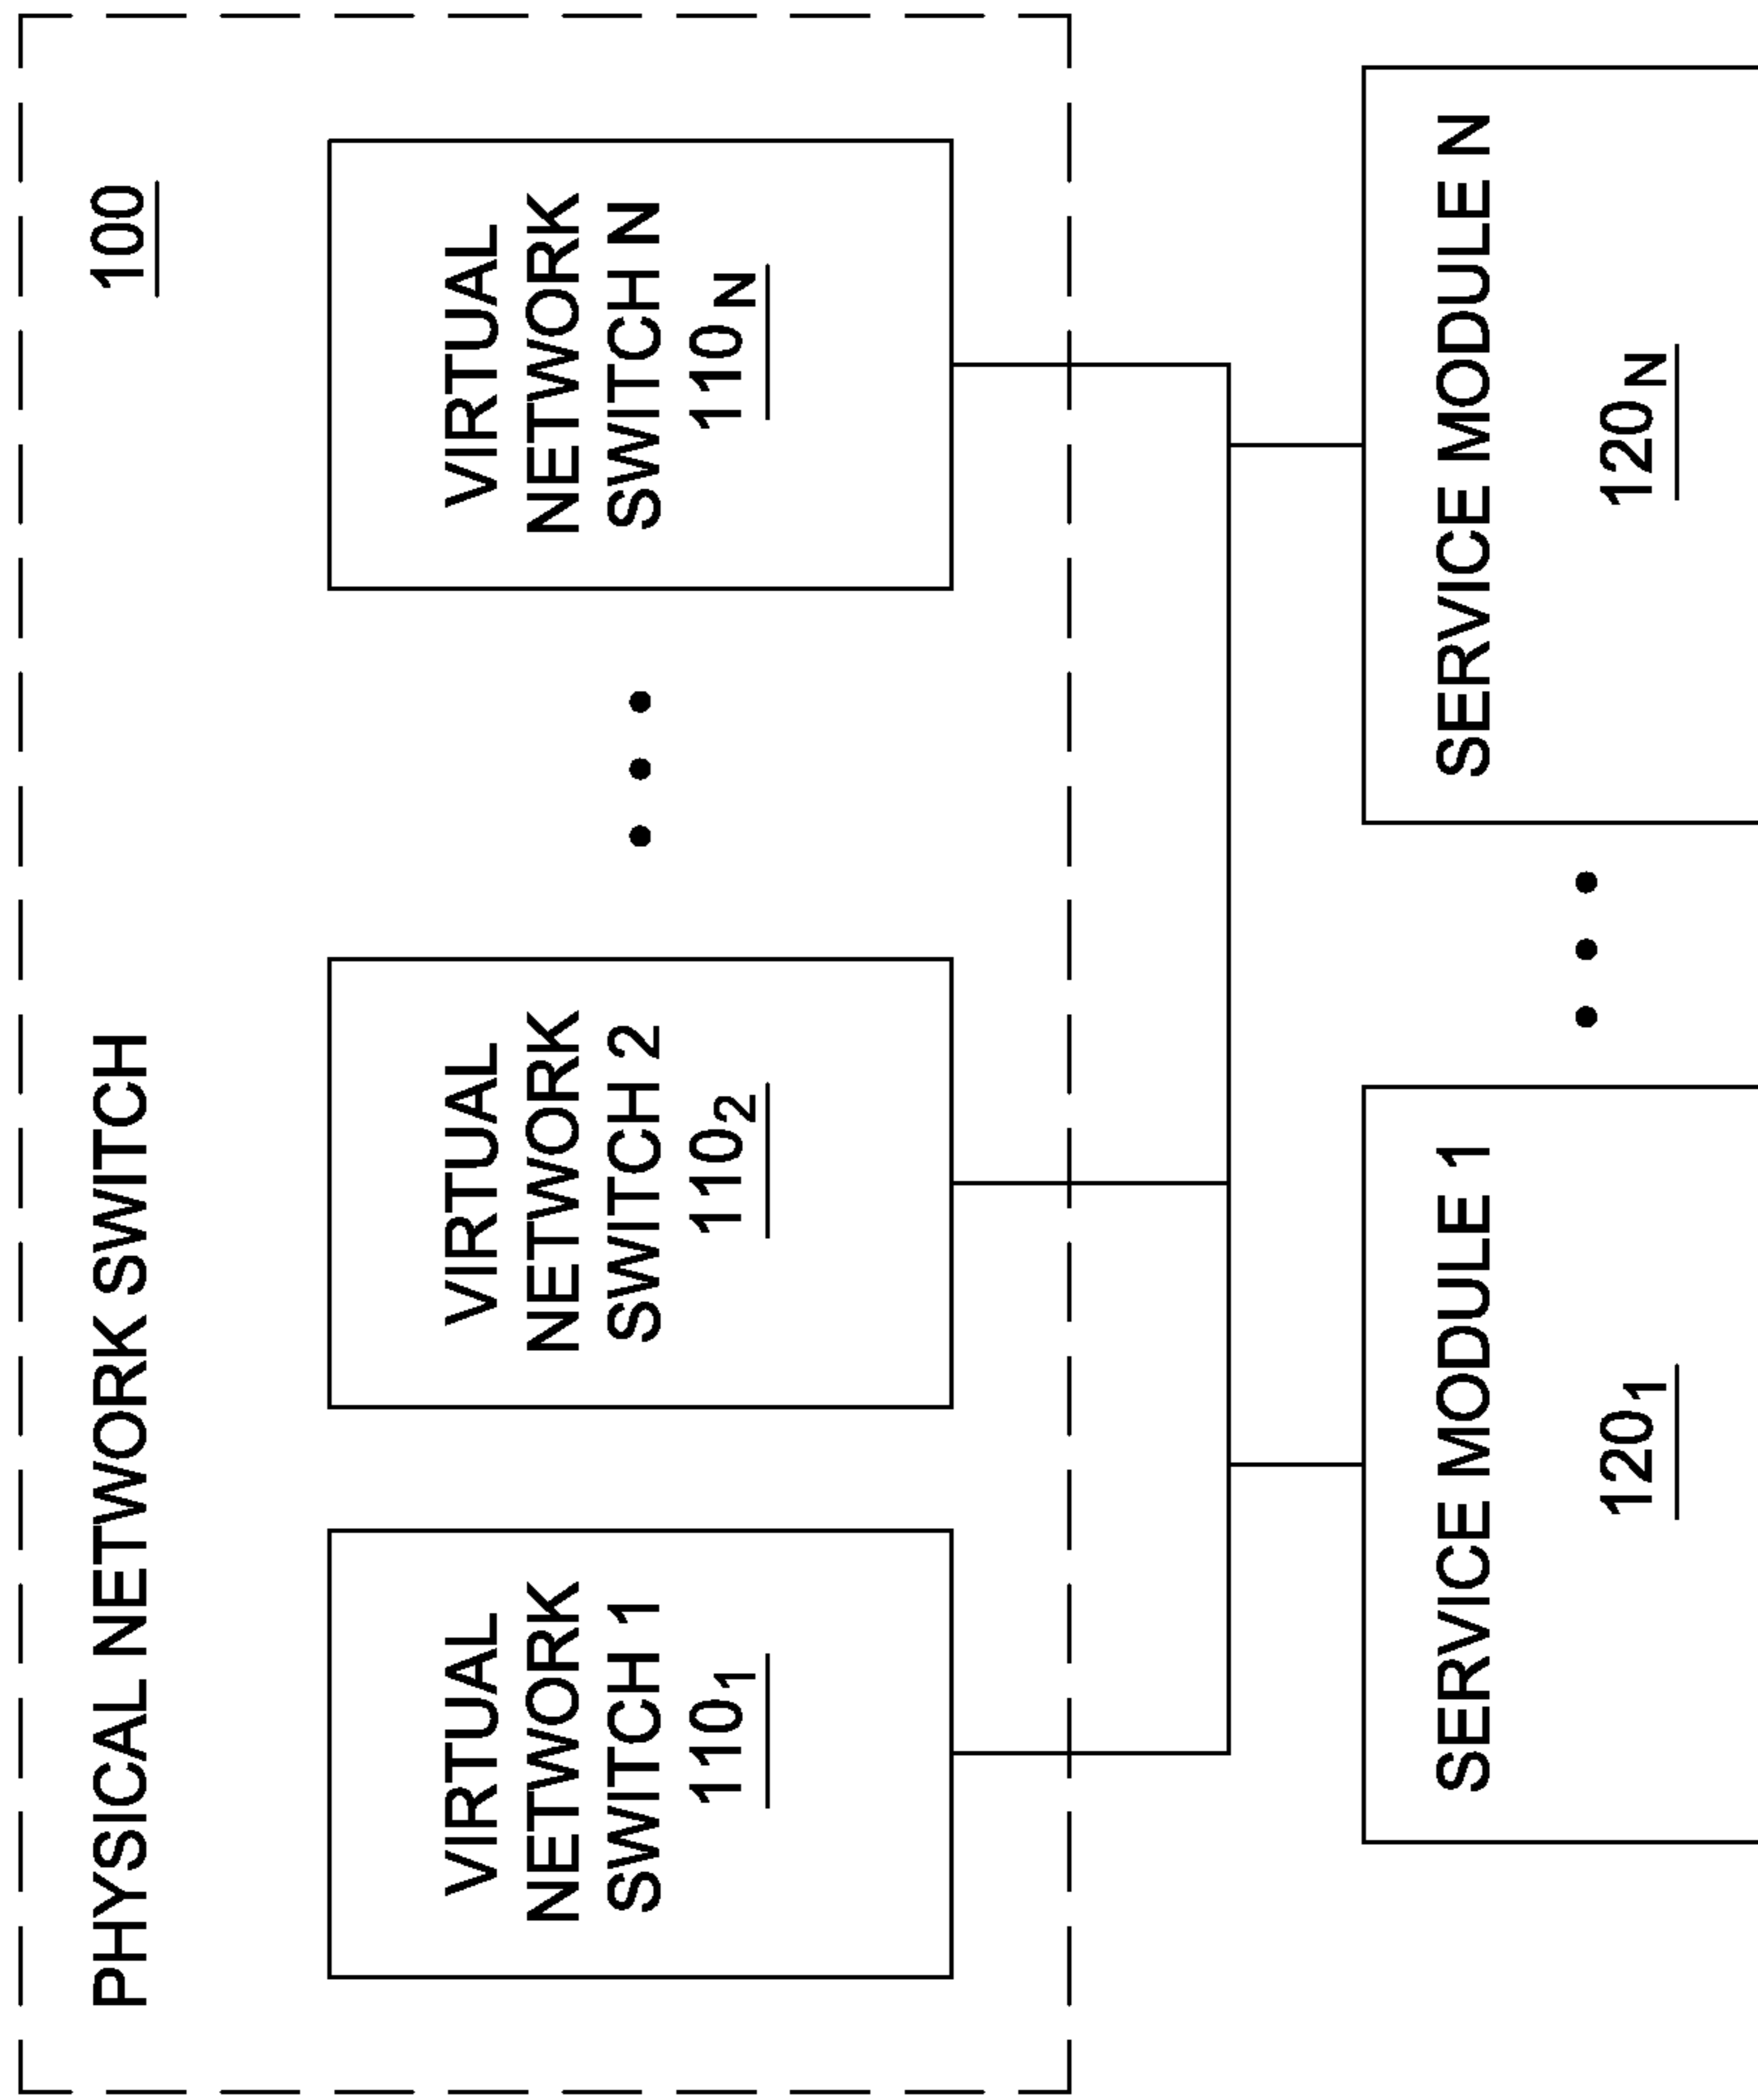 PHYSICAL NETWORK SWITCH
100
VIRTUAL
NETWORK
SWITCH 1
110₁
VIRTUAL
NETWORK
SWITCH 2
110₂
VIRTUAL
NETWORK
SWITCH N
110N
SERVICE MODULE 1
120₁
SERVICE MODULE N
120N